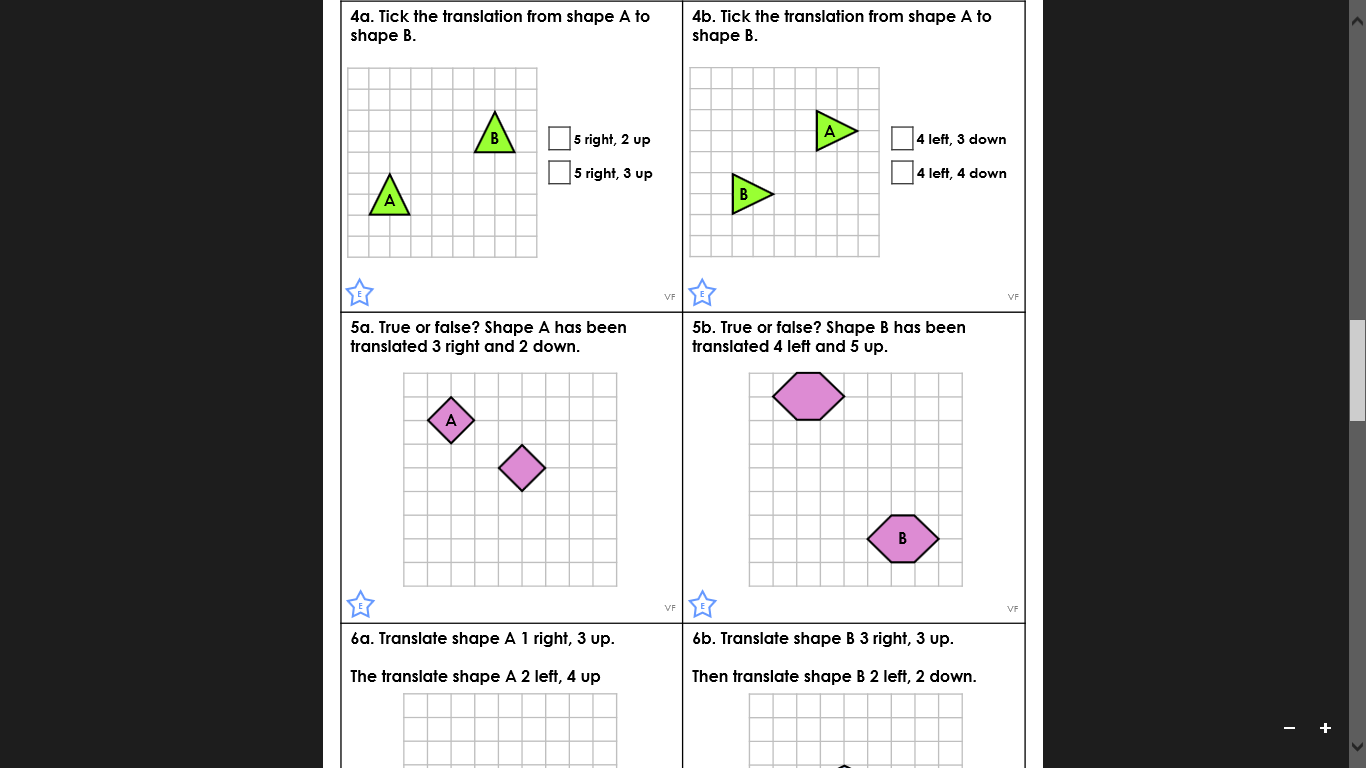 4a. Tick the translation from shape A to
shape B.
B
A
5 right, 2 up
5 right, 3 up
E
VF
4b. Tick the translation from shape A to
shape B.
A
B
4 left, 3 down
4 left, 4 down
E
VF
5a. True or false? Shape A has been
translated 3 right and 2 down.
A
E
VF
5b. True or false? Shape B has been
translated 4 left and 5 up.
B
E
VF
6a. Translate shape A 1 right, 3 up.
The translate shape A 2 left, 4 up
6b. Translate shape B 3 right, 3 up.
Then translate shape B 2 left, 2 down.